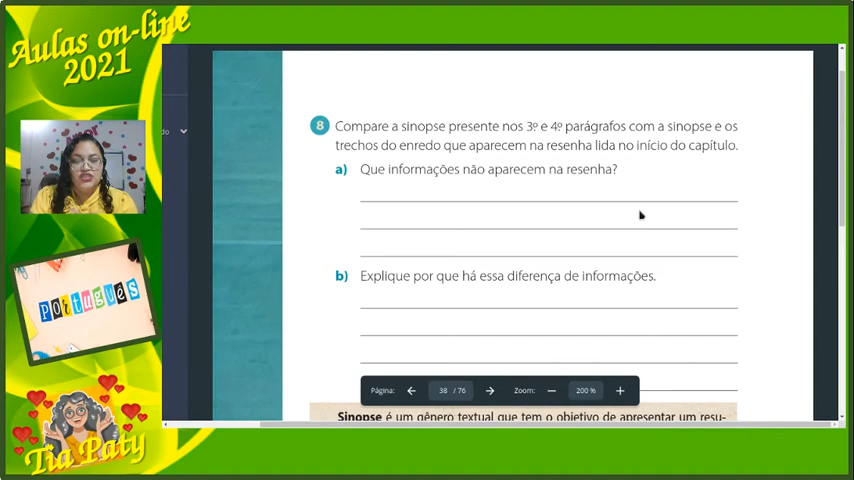 Aulas on-line
2021
Português
Tia Paty
do
8 Compare a sinopse presente nos 3º e 4º parágrafos com a sinopse e os
trechos do enredo que aparecem na resenha lida no início do capítulo.
a) Que informações não aparecem na resenha?
b) Explique por que há essa diferença de informações.
Página: 38 / 76 Zoom: 200 %
Sinopse é um gênero textual que tem o objetivo de apresentar um resu-